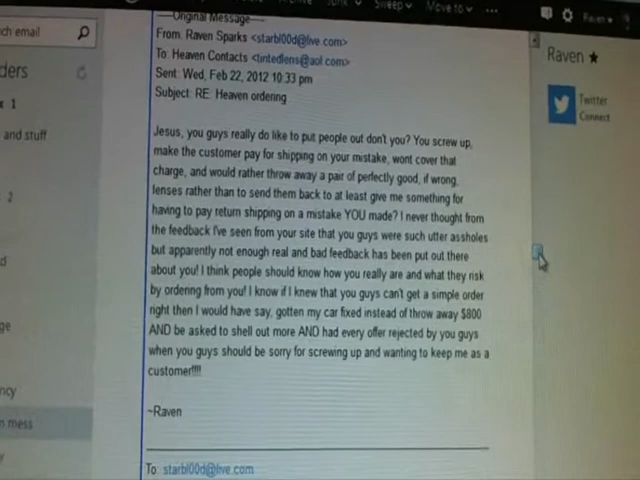 Sweep
Move to
ch email
Raven
ders
Raven ★
1
Twitter
Connect
and stuff
2
ge
ncy
n mess
-----Original Message-----
From: Raven Sparks <starbl00d@live.com>
To: Heaven Contacts <tintedlens@aol.com>
Sent: Wed, Feb 22, 2012 10:33 pm
Subject: RE: Heaven ordering
Jesus, you guys really do like to put people out don't you? You screw up,
make the customer pay for shipping on your mistake, wont cover that
charge, and would rather throw away a pair of perfectly good, if wrong,
lenses rather than to send them back to at least give me something for
having to pay return shipping on a mistake YOU made? I never thought from
the feedback I've seen from your site that you guys were such utter assholes
but apparently not enough real and bad feedback has been put out there
about you! I think people should know how you really are and what they risk
by ordering from you! I know if I knew that you guys can't get a simple order
right then I would have say, gotten my car fixed instead of throw away $800
AND be asked to shell out more AND had every offer rejected by you guys
when you guys should be sorry for screwing up and wanting to keep me as a
customer!!!!
~Raven
To: starbl00d@live.com